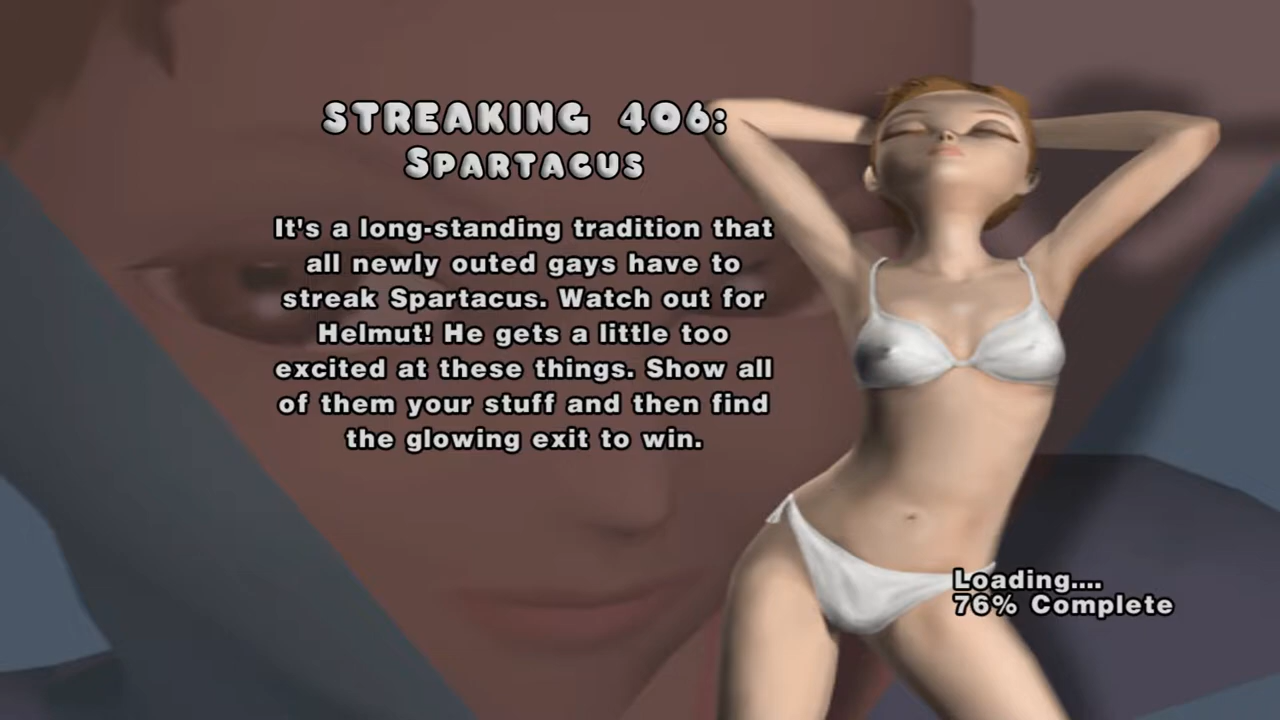 STREAKING 406:
SPARTACUS
It's a long-standing tradition that
all newly outed gays have to
streak Spartacus. Watch out for
Helmut! He gets a little too
excited at these things. Show all
of them your stuff and then find
the glowing exit to win.
Loading....
76% Complete